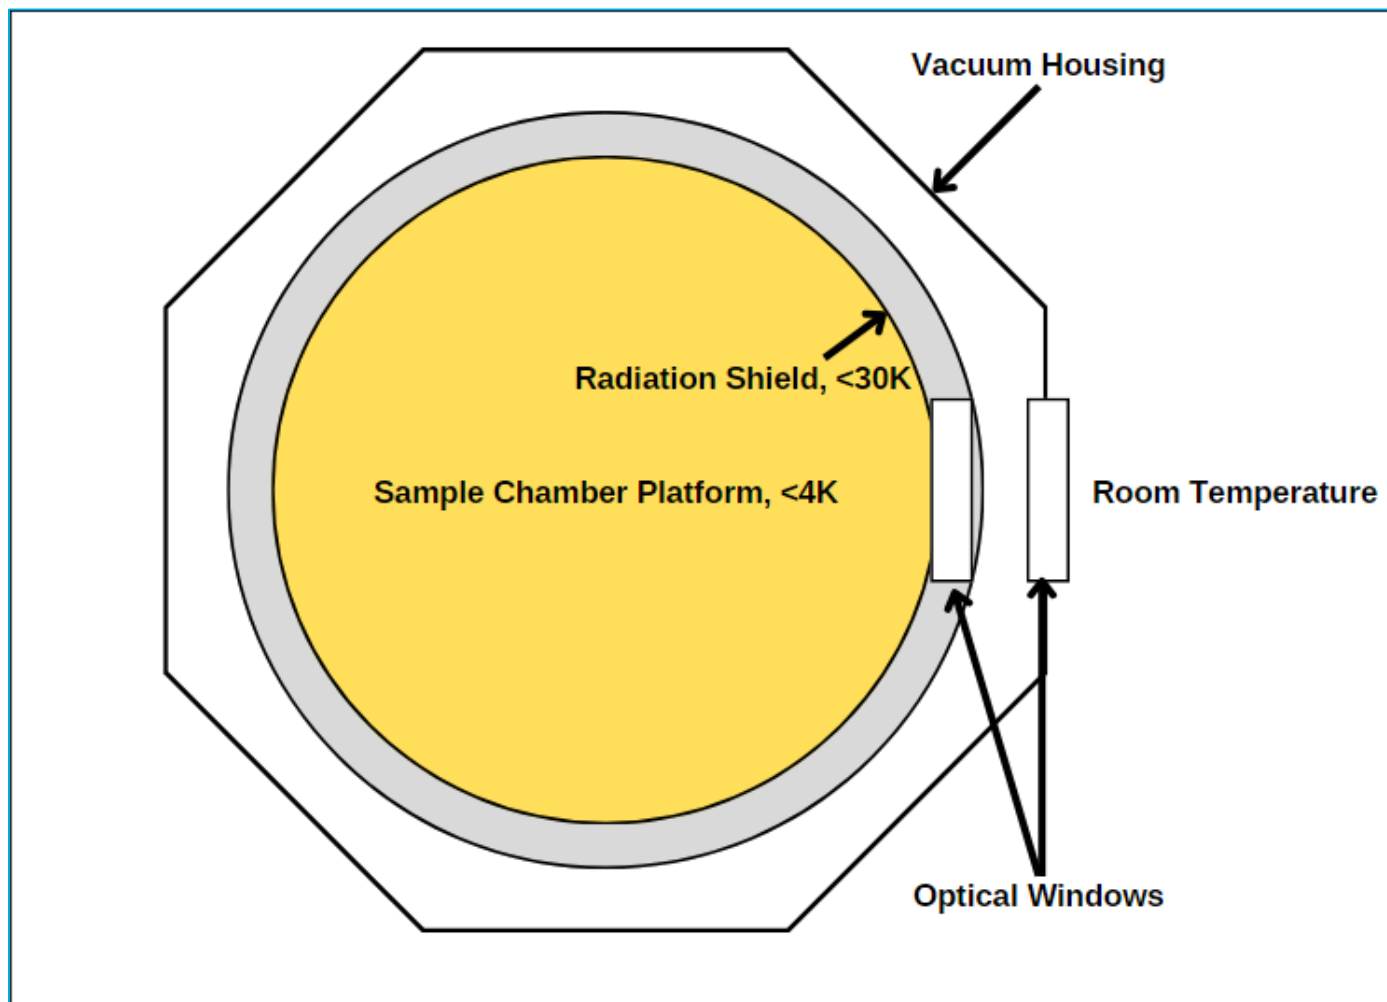 Vacuum Housing
Radiation Shield, <30K
Sample Chamber Platform, <4K
Room Temperature
Optical Windows